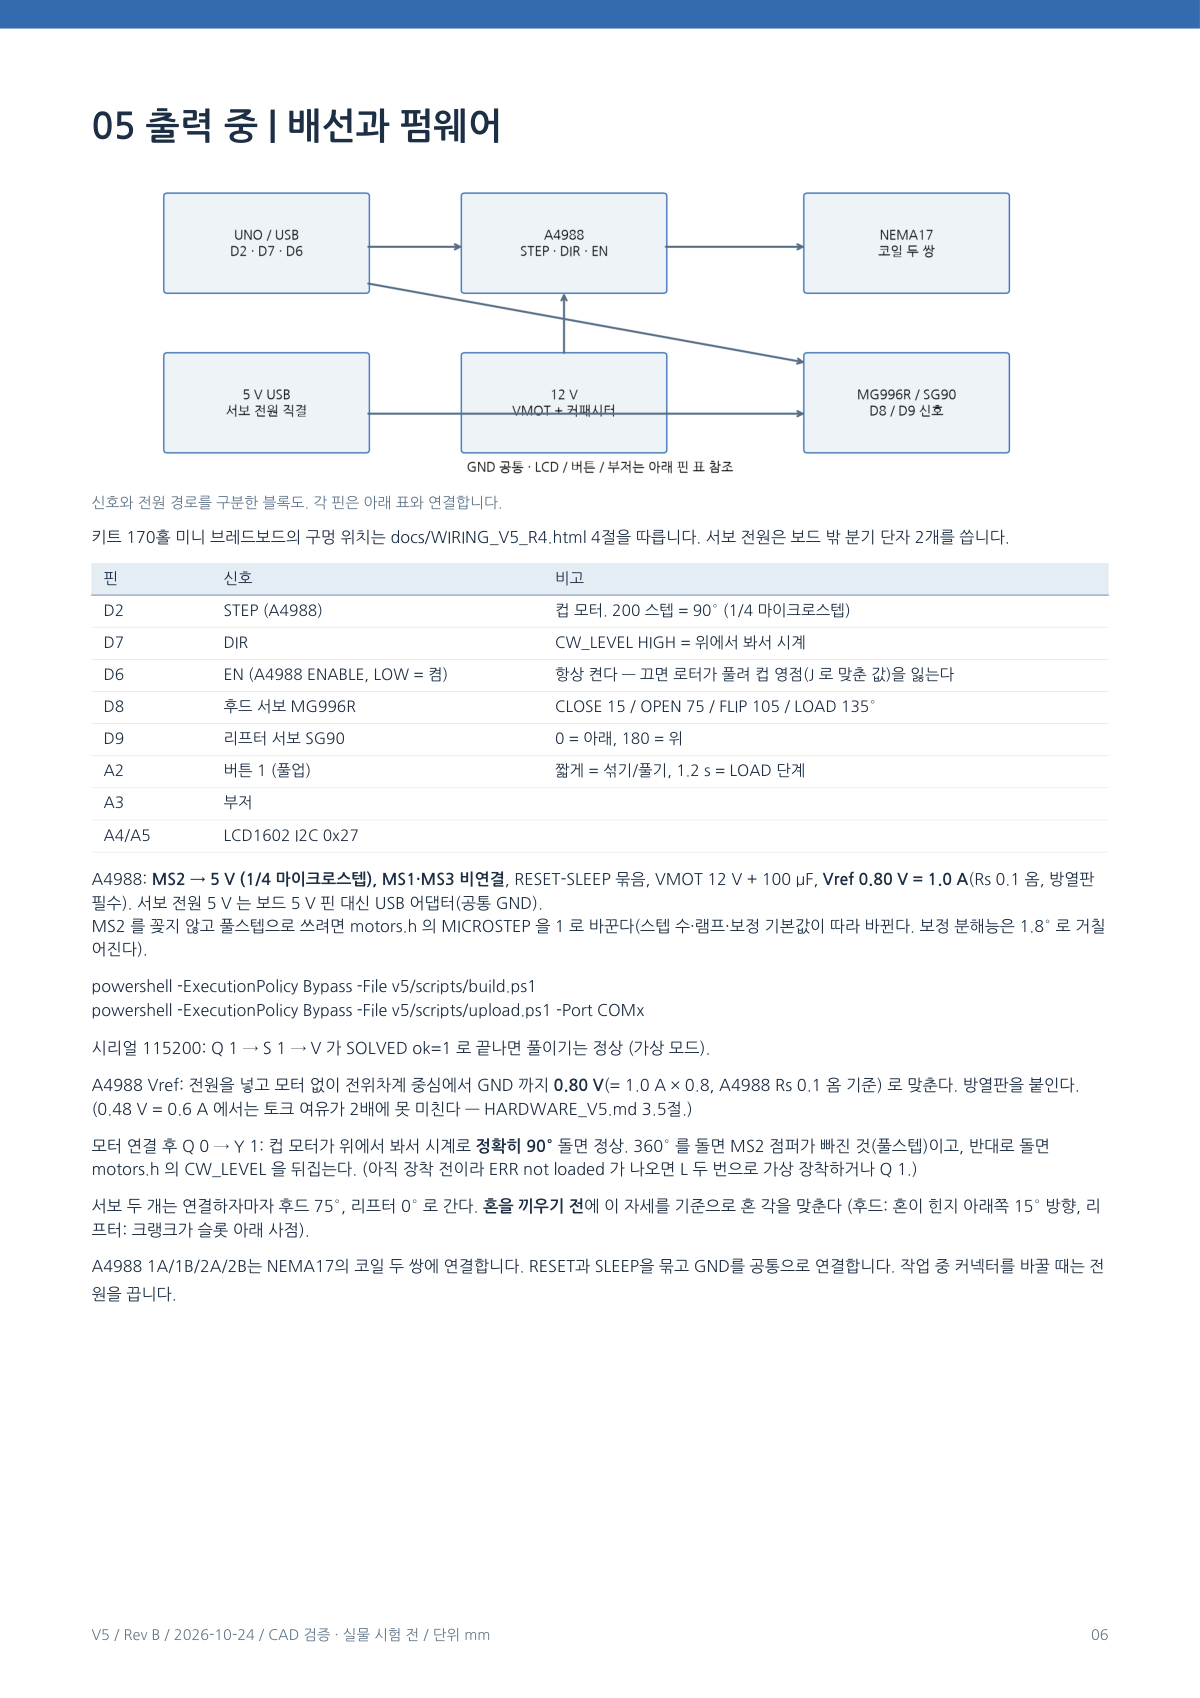 05 출력 중 | 배선과 펌웨어
UNO / USB
D2 · D7 · D6
A4988
STEP · DIR · EN
NEMA17
코일 두 쌍
5 V USB
서보 전원 직결
12 V
VMOT + 커패시터
MG996R / SG90
D8 / D9 신호
GND 공통 · LCD / 버튼 / 부저는 아래 핀 표 참조
신호와 전원 경로를 구분한 블록도. 각 핀은 아래 표와 연결합니다.
키트 170홀 미니 브레드보드의 구멍 위치는 docs/WIRING_V5_R4.html 4절을 따릅니다. 서보 전원은 보드 밖 분기 단자 2개를 씁니다.
핀 신호 비고
D2 STEP (A4988) 컵 모터. 200 스텝 = 90° (1/4 마이크로스텝)
D7 DIR CW_LEVEL HIGH = 위에서 봐서 시계
D6 EN (A4988 ENABLE, LOW = 켬) 항상 켠다 — 끄면 로터가 풀려 컵 영점(J 로 맞춘 값)을 잃는다
D8 후드 서보 MG996R CLOSE 15 / OPEN 75 / FLIP 105 / LOAD 135°
D9 리프터 서보 SG90 0 = 아래, 180 = 위
A2 버튼 1 (풀업) 짧게 = 섞기/풀기, 1.2 s = LOAD 단계
A3 부저
A4/A5 LCD1602 I2C 0x27
A4988: MS2 → 5 V (1/4 마이크로스텝), MS1·MS3 비연결, RESET-SLEEP 묶음, VMOT 12 V + 100 µF, Vref 0.80 V = 1.0 A(Rs 0.1 옴, 방열판
필수). 서보 전원 5 V 는 보드 5 V 핀 대신 USB 어댑터(공통 GND).
MS2 를 꽂지 않고 풀스텝으로 쓰려면 motors.h 의 MICROSTEP 을 1 로 바꾼다(스텝 수·램프·보정 기본값이 따라 바뀐다. 보정 분해능은 1.8° 로 거칠
어진다).
powershell -ExecutionPolicy Bypass -File v5/scripts/build.ps1
powershell -ExecutionPolicy Bypass -File v5/scripts/upload.ps1 -Port COMx
시리얼 115200: Q 1 → S 1 → V 가 SOLVED ok=1 로 끝나면 풀이기는 정상 (가상 모드).
A4988 Vref: 전원을 넣고 모터 없이 전위차계 중심에서 GND 까지 0.80 V(= 1.0 A × 0.8, A4988 Rs 0.1 옴 기준) 로 맞춘다. 방열판을 붙인다.
(0.48 V = 0.6 A 에서는 토크 여유가 2배에 못 미친다 — HARDWARE_V5.md 3.5절.)
모터 연결 후 Q 0 → Y 1: 컵 모터가 위에서 봐서 시계로 정확히 90° 돌면 정상. 360° 를 돌면 MS2 점퍼가 빠진 것(풀스텝)이고, 반대로 돌면
motors.h 의 CW_LEVEL 을 뒤집는다. (아직 장착 전이라 ERR not loaded 가 나오면 L 두 번으로 가상 장착하거나 Q 1.)
서보 두 개는 연결하자마자 후드 75°, 리프터 0° 로 간다. 혼을 끼우기 전에 이 자세를 기준으로 혼 각을 맞춘다 (후드: 혼이 힌지 아래쪽 15° 방향, 리
프터: 크랭크가 슬롯 아래 사점).
A4988 1A/1B/2A/2B는 NEMA17의 코일 두 쌍에 연결합니다. RESET과 SLEEP을 묶고 GND를 공통으로 연결합니다. 작업 중 커넥터를 바꿀 때는 전
원을 끕니다.
V5 / Rev B / 2026-10-24 / CAD 검증 · 실물 시험 전 / 단위 mm 06